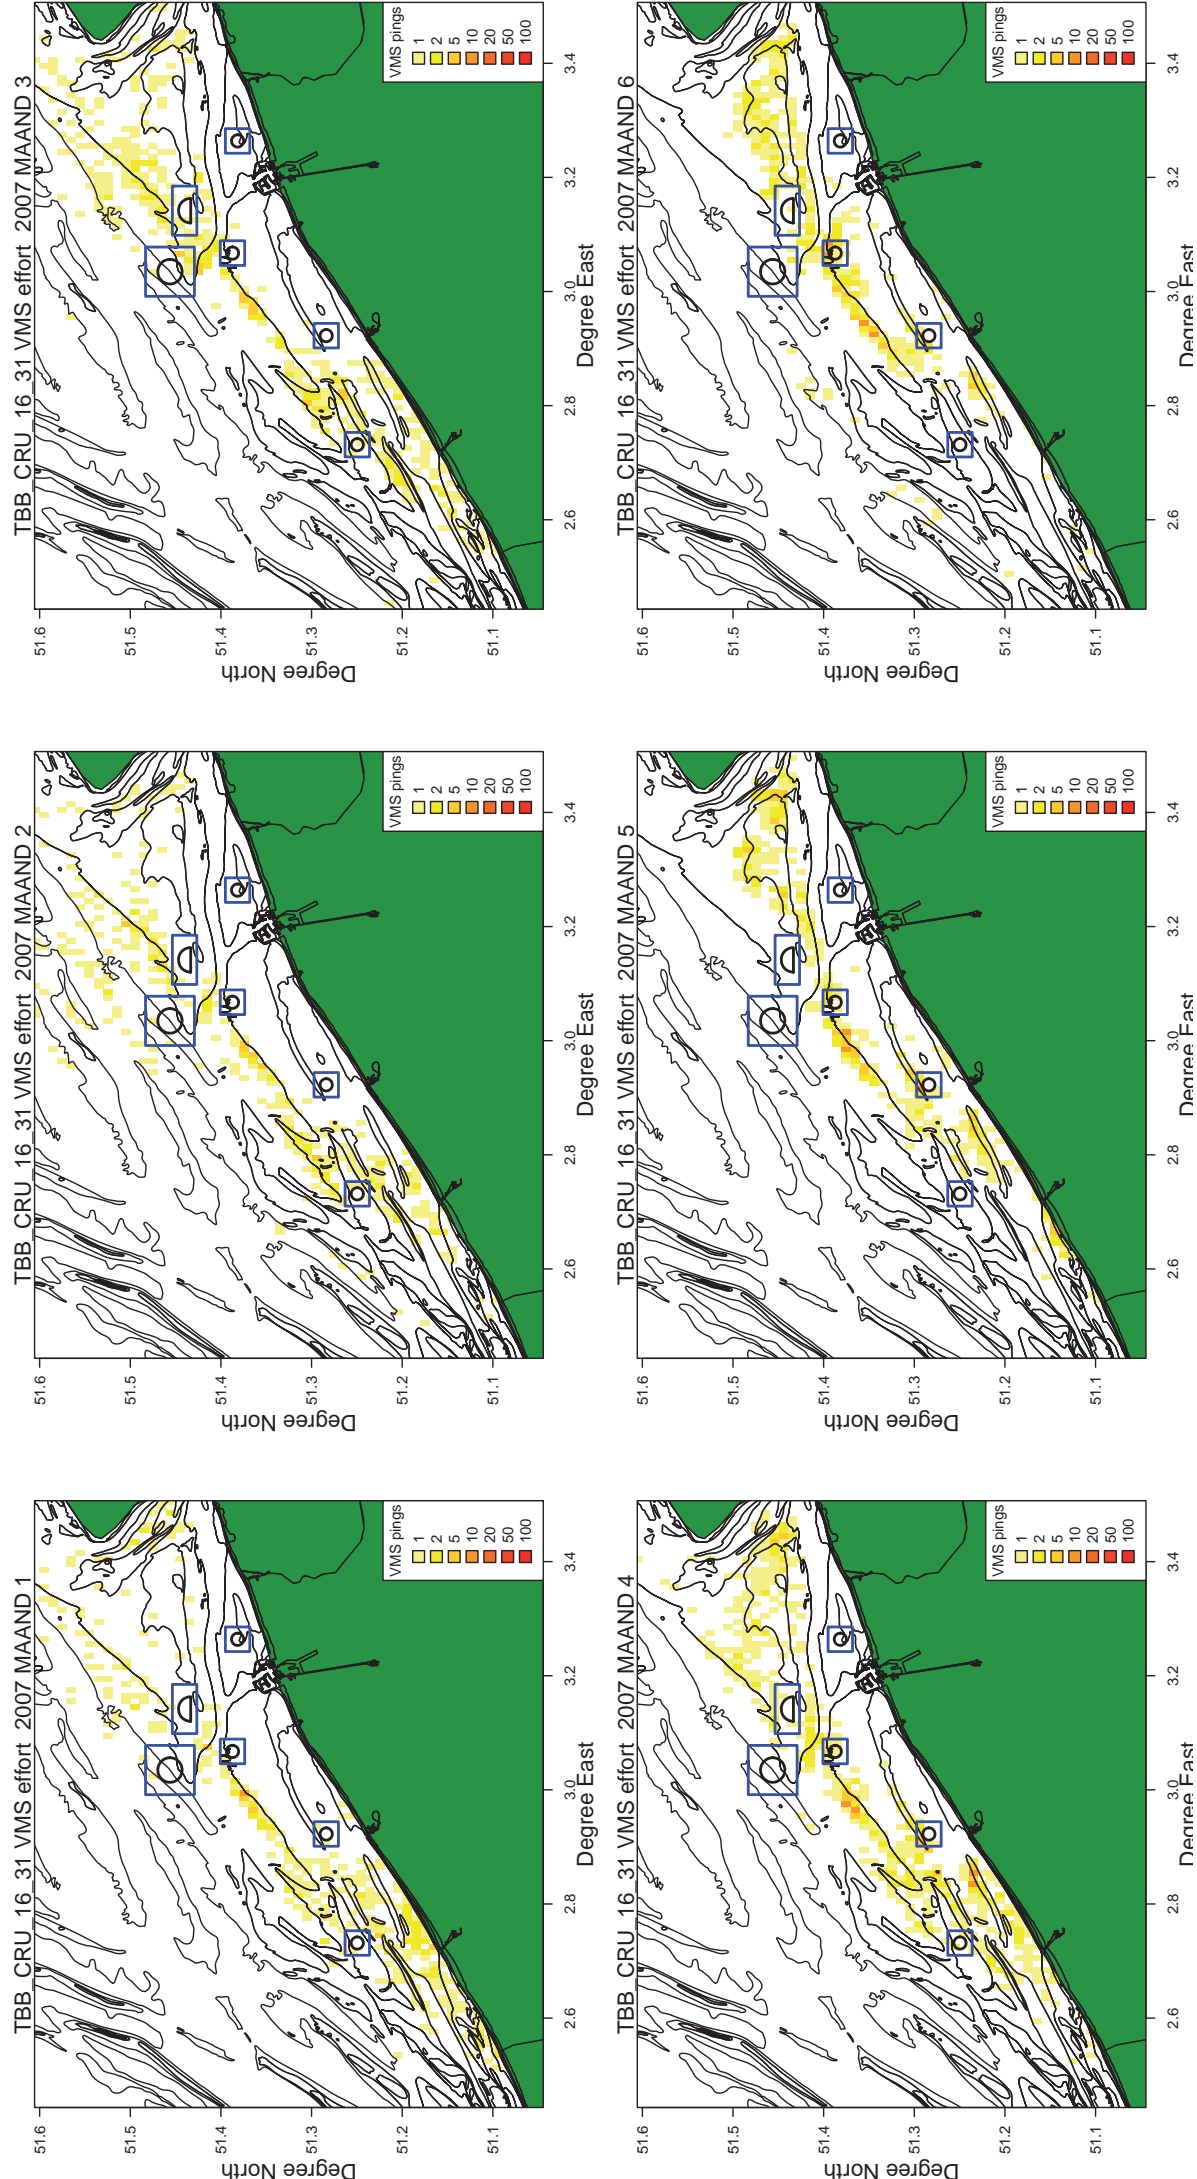 TBB_CRU_16_31 VMS effort 2007 MAAND 1
Degree North
51.6
51.5
51.4
51.3
51.2
51.1
VMS pings
1
2
5
10
20
50
100
2.6 2.8 3.0 3.2 3.4
Degree East
TBB_CRU_16_31 VMS effort 2007 MAAND 2
Degree North
51.6
51.5
51.4
51.3
51.2
51.1
VMS pings
1
2
5
10
20
50
100
2.6 2.8 3.0 3.2 3.4
Degree East
TBB_CRU_16_31 VMS effort 2007 MAAND 3
Degree North
51.6
51.5
51.4
51.3
51.2
51.1
VMS pings
1
2
5
10
20
50
100
2.6 2.8 3.0 3.2 3.4
Degree East
TBB_CRU_16_31 VMS effort 2007 MAAND 4
Degree North
51.6
51.5
51.4
51.3
51.2
51.1
VMS pings
1
2
5
10
20
50
100
2.6 2.8 3.0 3.2 3.4
Degree East
TBB_CRU_16_31 VMS effort 2007 MAAND 5
Degree North
51.6
51.5
51.4
51.3
51.2
51.1
VMS pings
1
2
5
10
20
50
100
2.6 2.8 3.0 3.2 3.4
Degree East
TBB_CRU_16_31 VMS effort 2007 MAAND 6
Degree North
51.6
51.5
51.4
51.3
51.2
51.1
VMS pings
1
2
5
10
20
50
100
2.6 2.8 3.0 3.2 3.4
Degree East